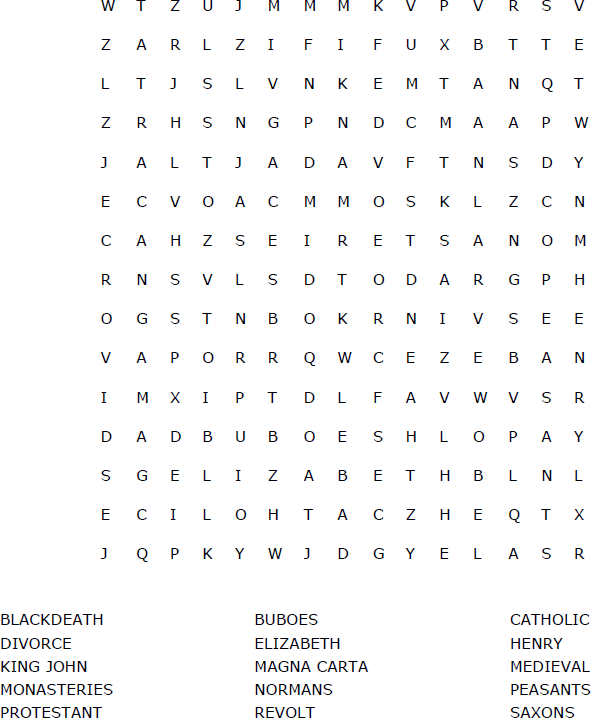 W T Z U J M M M K V P V R S V
Z A R L Z I F I F U X B T T E
L T J S L V N K E M T A N Q T
Z R H S N G P N D C M A A P W
J A L T J A D A V F T N S D Y
E C V O A C M M O S K L Z C N
C A H Z S E I R E T S A N O M
R N S V L S D T O D A R G P H
O G S T N B O K R N I V S E E
V A P O R R Q W C E Z E B A N
I M X I P T D L F A V W V S R
D A D B U B O E S H L O P A Y
S G E L I Z A B E T H B L N L
E C I L O H T A C Z H E Q T X
J Q P K Y W J D G Y E L A S R
BLACKDEATH BUBOES CATHOLIC
DIVORCE ELIZABETH HENRY
KING JOHN MAGNA CARTA MEDIEVAL
MONASTERIES NORMANS PEASANTS
PROTESTANT REVOLT SAXONS